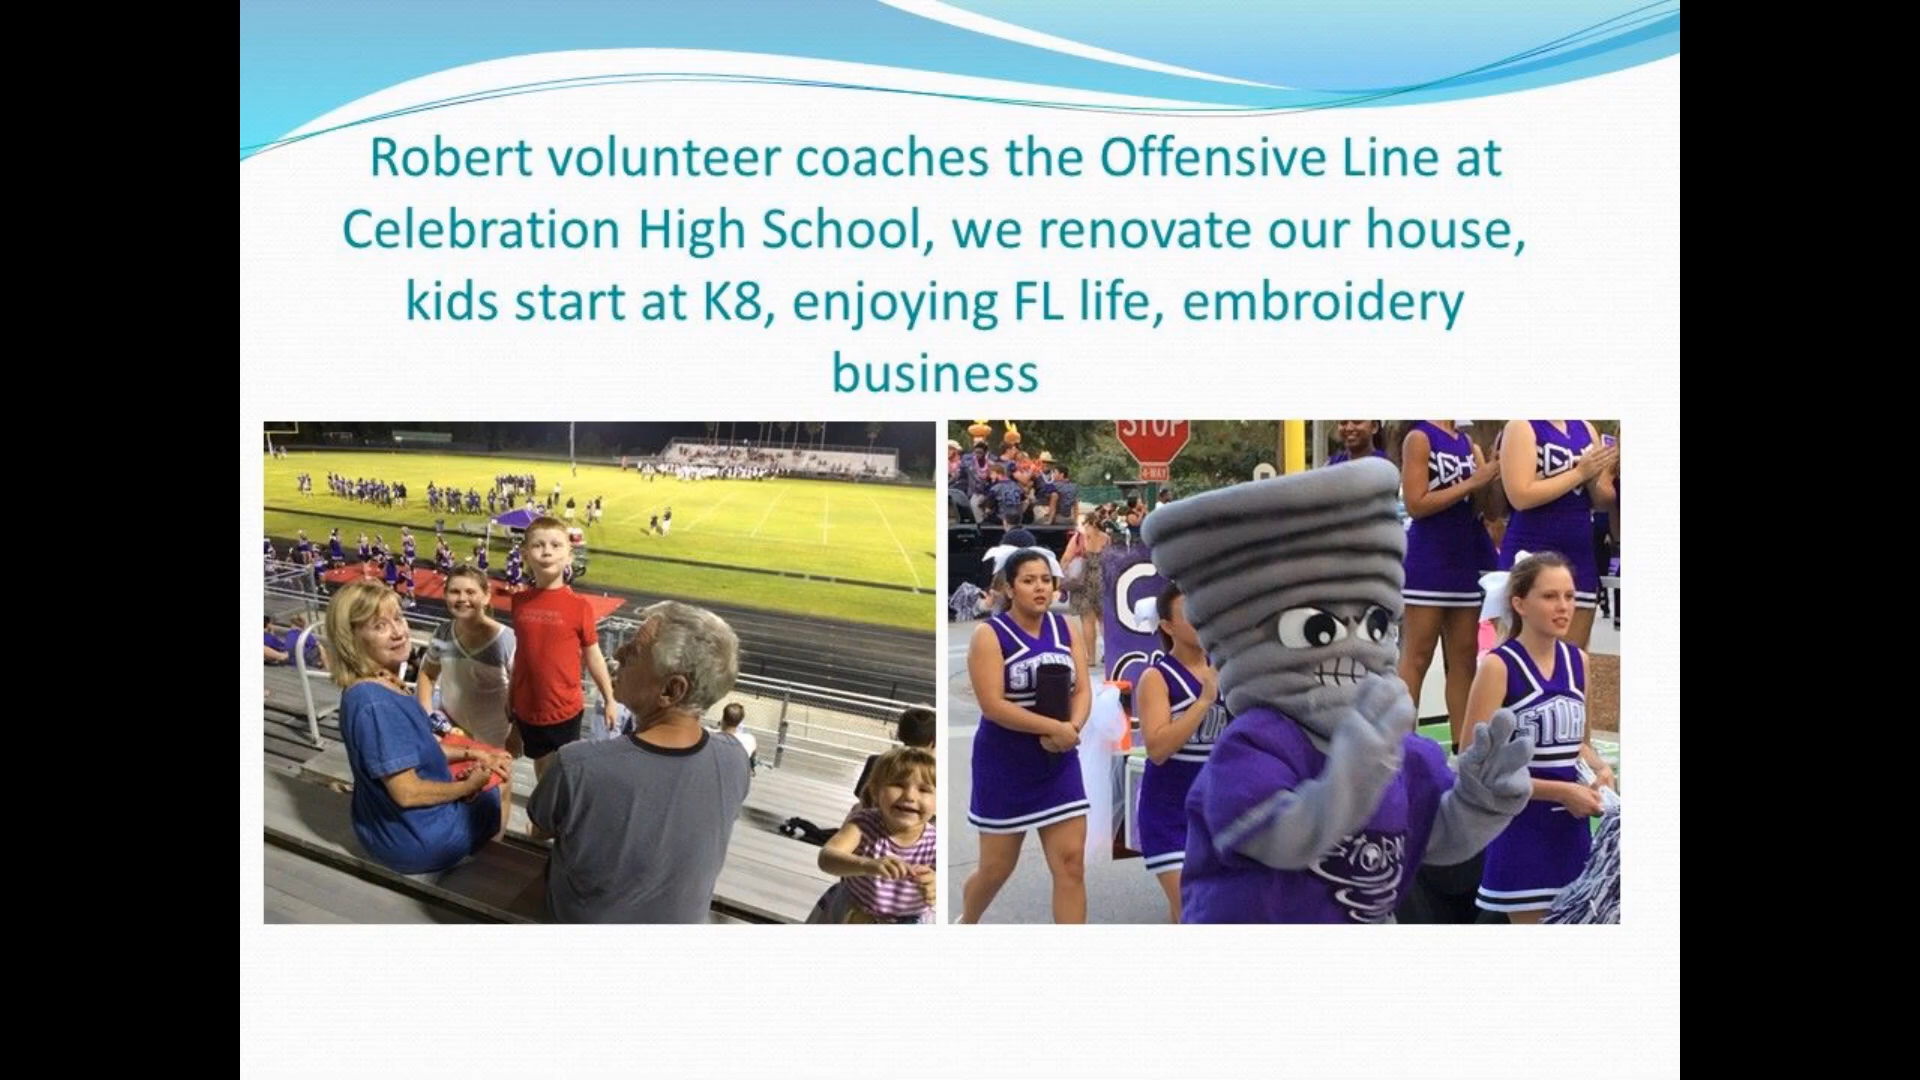 Robert volunteer coaches the Offensive Line at
Celebration High School, we renovate our house,
kids start at K8, enjoying FL life, embroidery
business
STOP
4-WAY
CHS
STORM
STORM